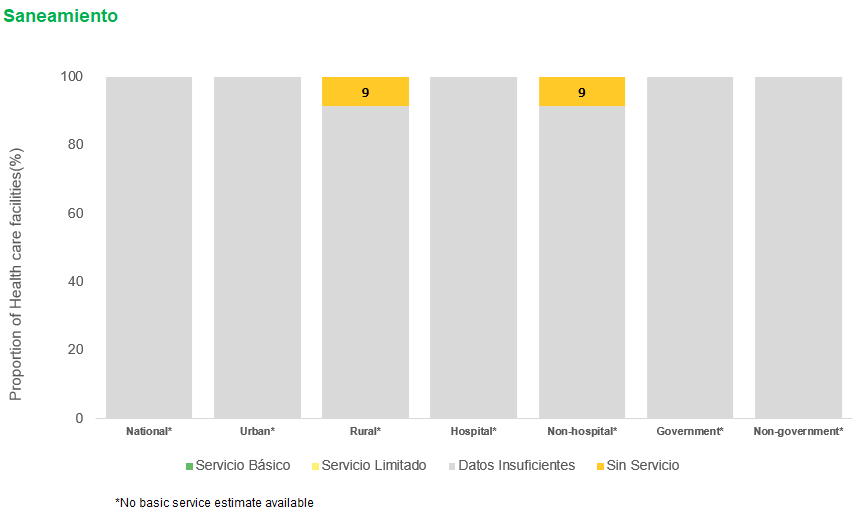 Saneamiento
Proportion of Health care facilities(%)
100
80
60
40
20
0
9
9
National*
Urban*
Rural*
Hospital*
Non-hospital*
Government*
Non-government*
Servicio Básico
Servicio Limitado
Datos Insuficientes
Sin Servicio
*No basic service estimate available